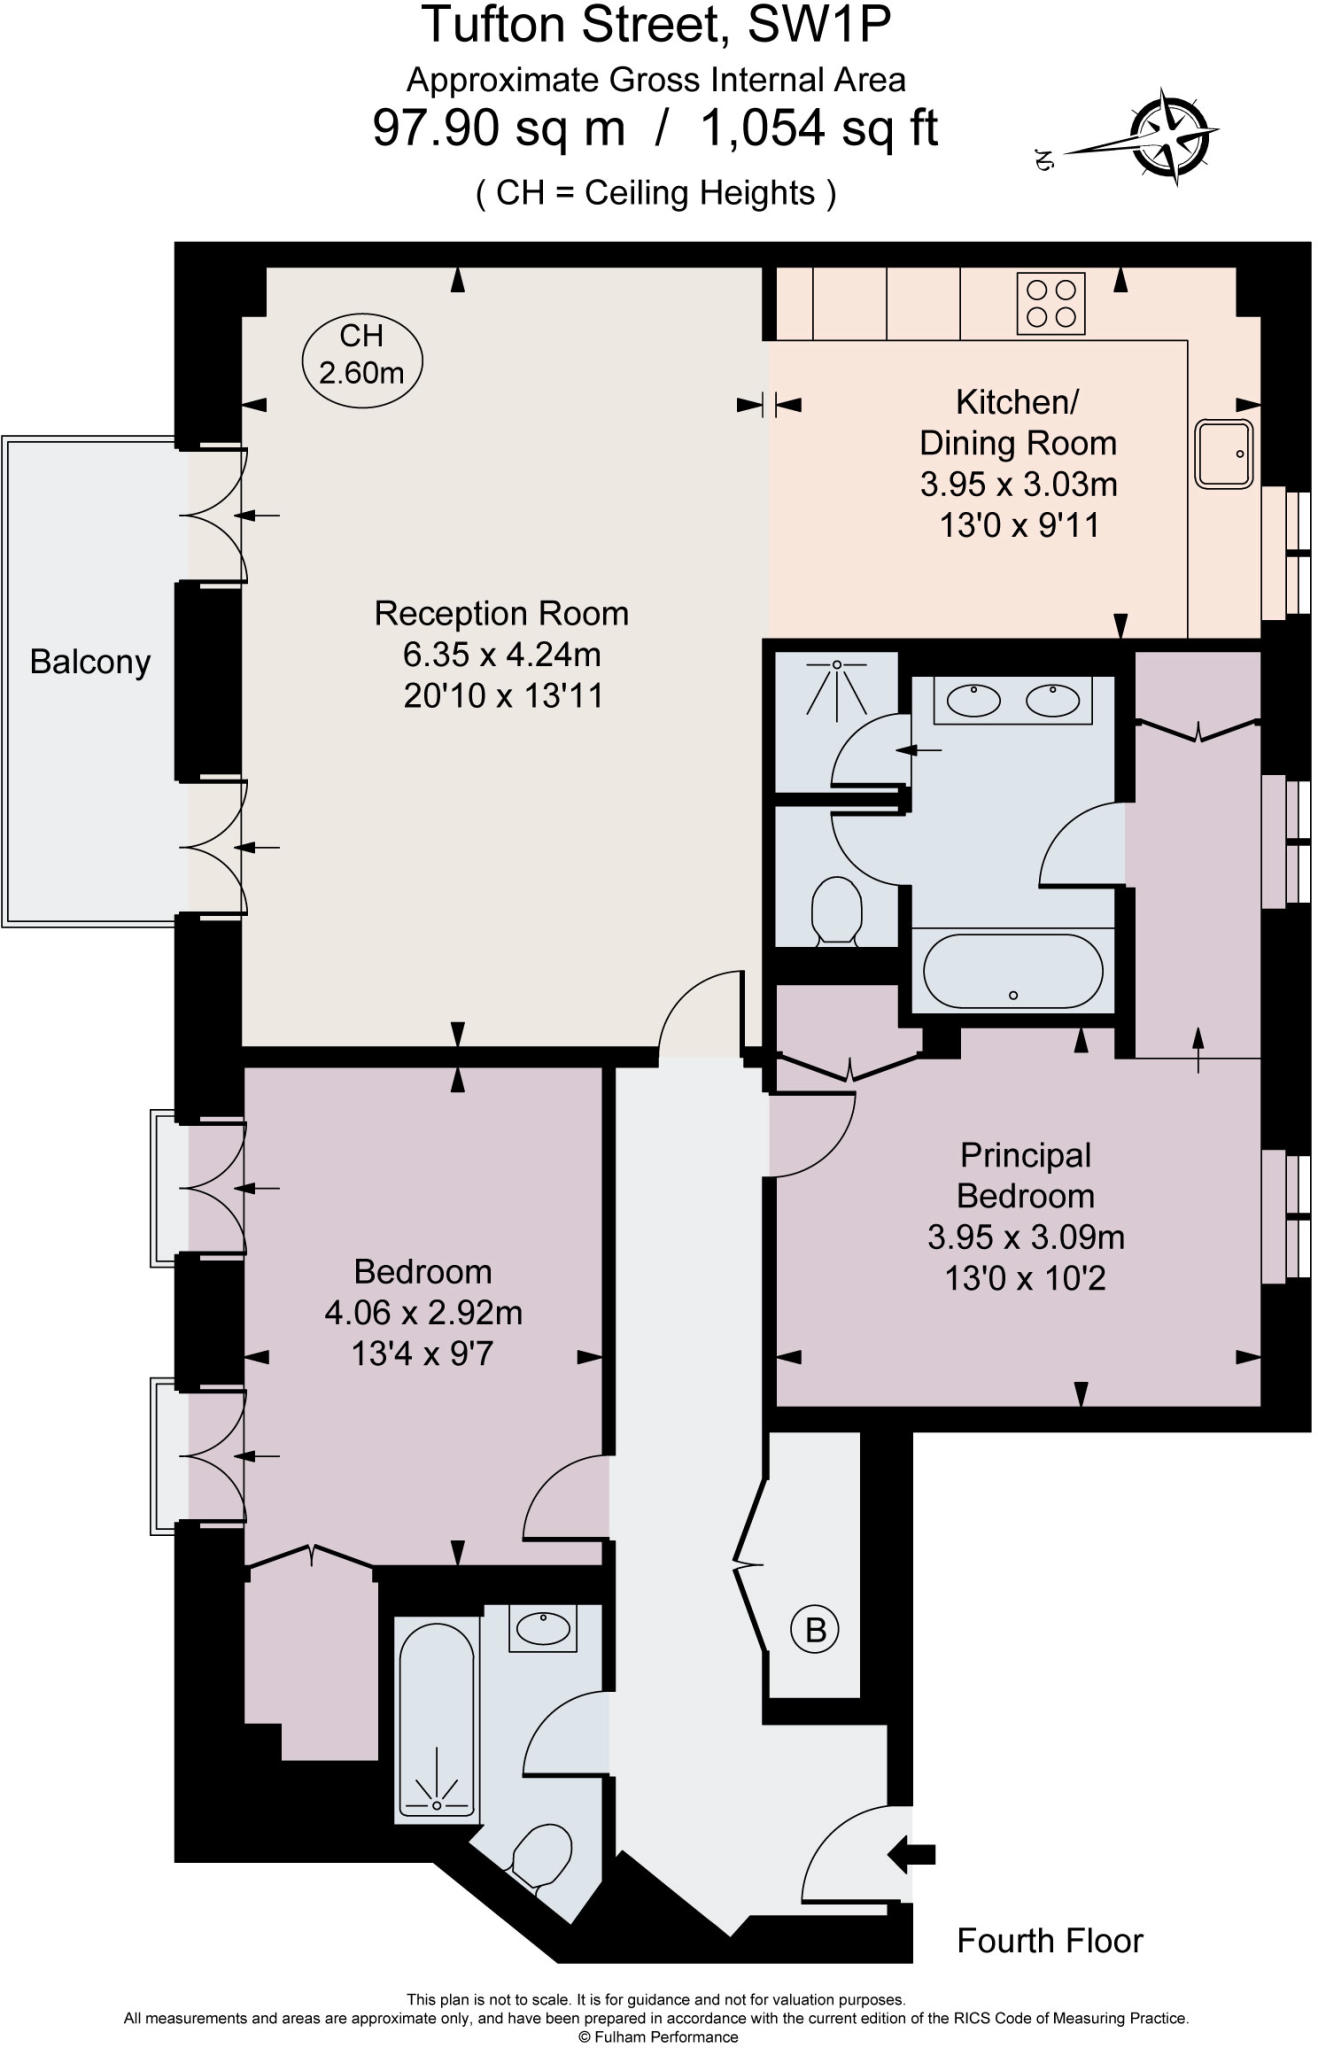 Tufton Street, SW1P
Approximate Gross Internal Area
97.90 sq m / 1,054 sq ft
( CH = Ceiling Heights )
N
CH
2.60m
Kitchen/
Dining Room
3.95 x 3.03m
13'0 x 9'11
Reception Room
6.35 x 4.24m
20'10 x 13'11
Balcony
Principal
Bedroom
3.95 x 3.09m
13'0 x 10'2
Bedroom
4.06 x 2.92m
13'4 x 9'7
B
Fourth Floor
This plan is not to scale. It is for guidance and not for valuation purposes.
All measurements and areas are approximate only, and have been prepared in accordance with the current edition of the RICS Code of Measuring Practice.
© Fulham Performance